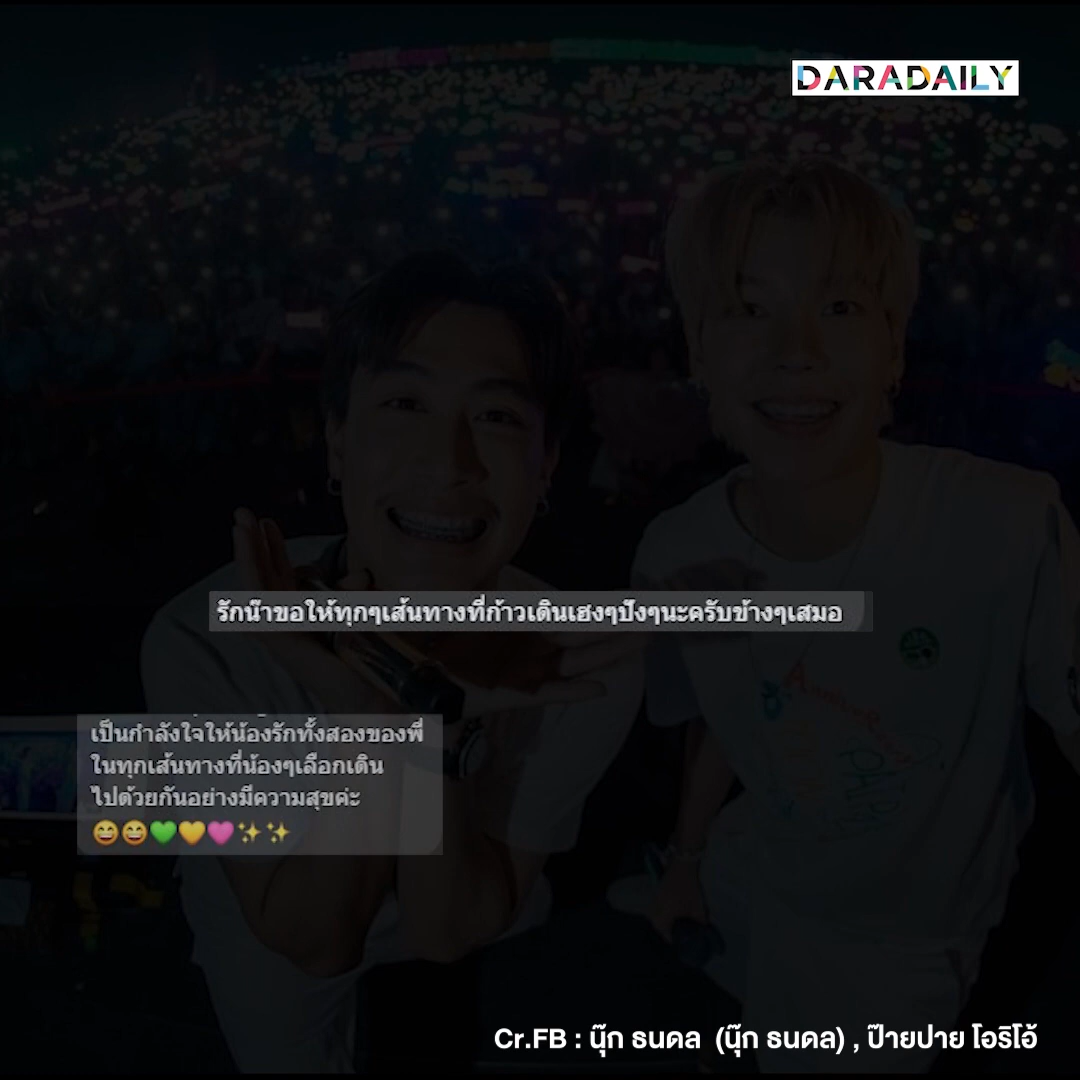 DARADAILY
รักน๊าขอให้ทุกๆเส้นทางที่ก้าวเดินเฮงๆปังๆนะครับข้างๆเสมอ
เป็นกำลังใจให้น้องรักทั้งสองของพี่
ในทุกเส้นทางที่น้องๆเลือกเดิน
ไปด้วยกันอย่างมีความสุขค่ะ
😄😄💚💛🩷✨✨
Cr.FB : นุ๊ก ธนดล (นุ๊ก ธนดล) , ป๊ายปาย โอริโอ้